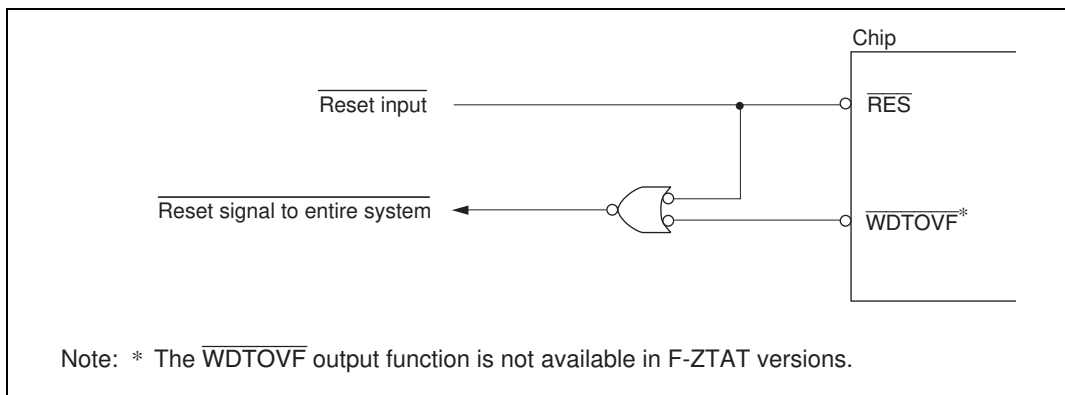 Chip
Reset input
RES
Reset signal to entire system
WDTOVF*
Note: * The WDTOVF output function is not available in F-ZTAT versions.